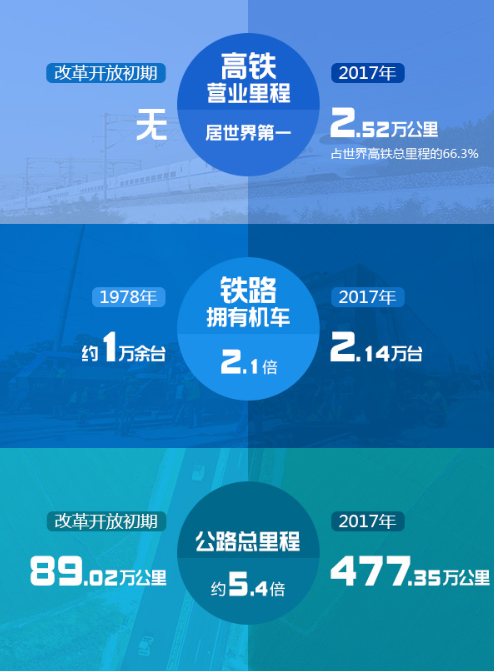 改革开放初期
无
高铁
营业里程
居世界第一
2017年
2.52万公里
占世界高铁总里程的66.3%
1978年
约1万余台
铁路
拥有机车
2.1倍
2017年
2.14万台
改革开放初期
89.02万公里
公路总里程
约5.4倍
2017年
477.35万公里